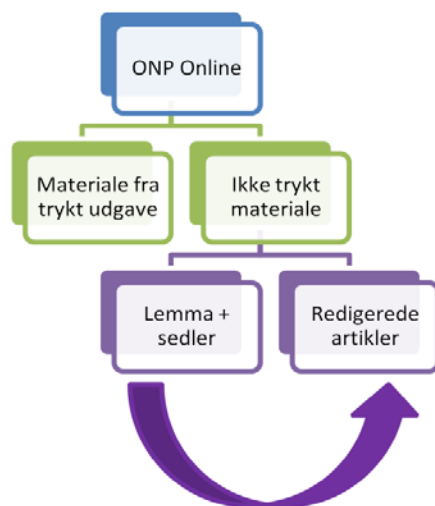 ONP Online
Materiale fra
trykt udgave
Ikke trykt
materiale
Lemma +
sedler
Redigerede
artikler